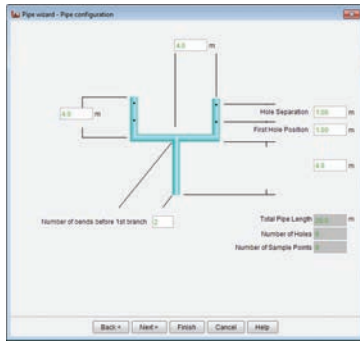 Pipe wizard - Pipe configuration
4.0 m
4.0 m
Hole Separation 1.00 m
First Hole Position 1.00 m
4.0 m
Number of bends before 1st branch 2
Total Pipe Length m
Number of Holes
Number of Sample Points
Back Next Finish Cancel Help